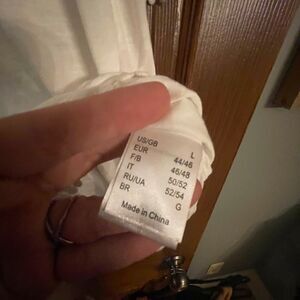 US/GB L
EUR 44/46
F/B 46/48
IT 50/52
RU/UA 52/54
BR G
Made in China